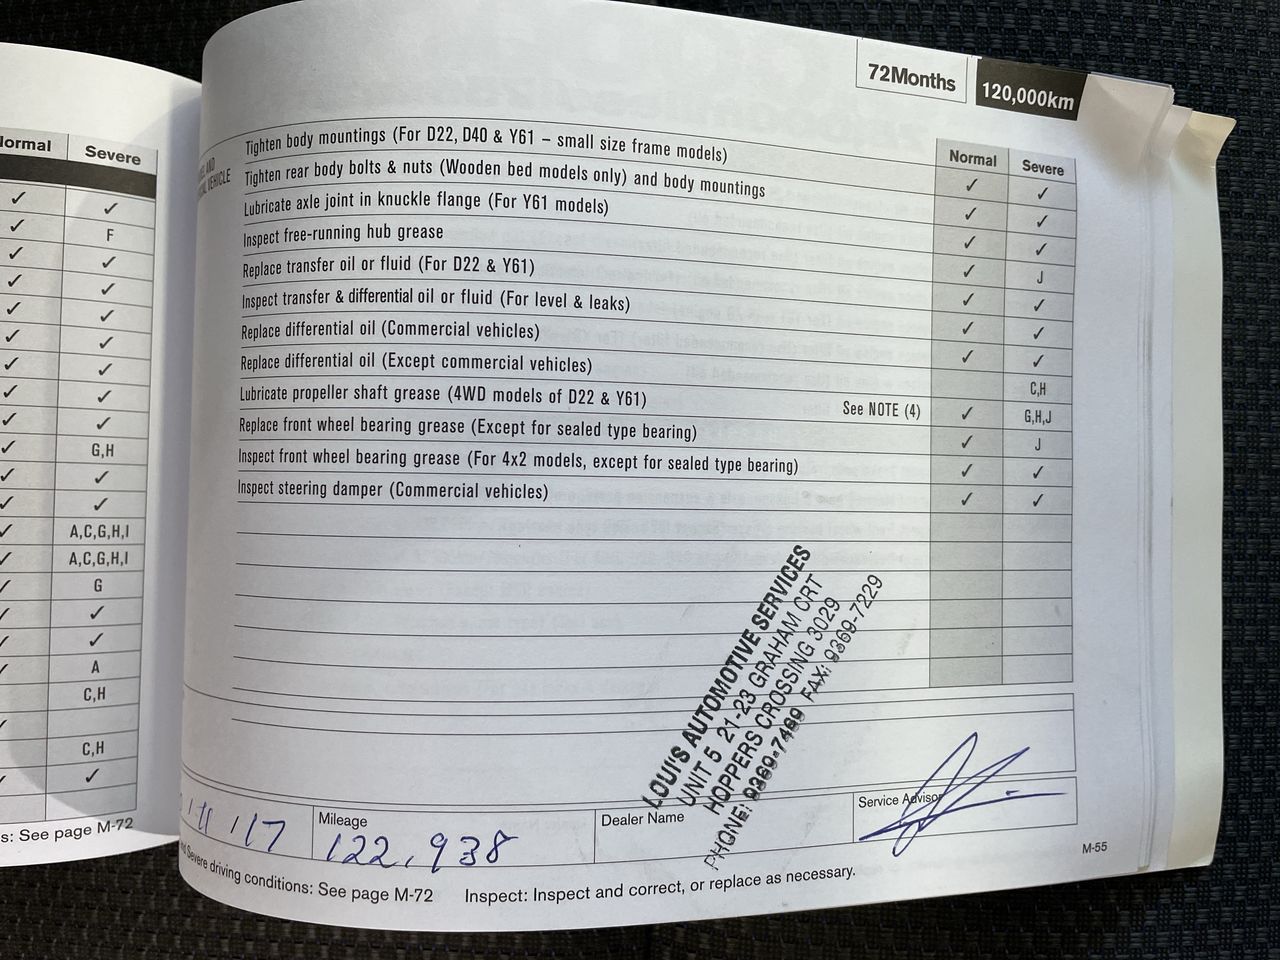 ormal Severe
✓ ✓
✓ F
✓ ✓
✓ ✓
✓ ✓
✓ ✓
✓ ✓
✓ ✓
✓ ✓
✓ G,H
✓ ✓
✓ ✓
✓ A,C,G,H,I
✓ A,C,G,H,I
✓ G
✓ ✓
✓ ✓
✓ A
C,H
✓
C,H
✓ ✓
s: See page M-72
72Months 120,000km
Normal Severe
AND
VEHICLE
Tighten body mountings (For D22, D40 & Y61 – small size frame models) ✓ ✓
Tighten rear body bolts & nuts (Wooden bed models only) and body mountings ✓ ✓
Lubricate axle joint in knuckle flange (For Y61 models) ✓ ✓
Inspect free-running hub grease ✓ J
Replace transfer oil or fluid (For D22 & Y61) ✓ ✓
Inspect transfer & differential oil or fluid (For level & leaks) ✓ ✓
Replace differential oil (Commercial vehicles) ✓ ✓
Replace differential oil (Except commercial vehicles) C,H
Lubricate propeller shaft grease (4WD models of D22 & Y61) See NOTE (4) ✓ G,H,J
Replace front wheel bearing grease (Except for sealed type bearing) ✓ J
Inspect front wheel bearing grease (For 4x2 models, except for sealed type bearing) ✓ ✓
Inspect steering damper (Commercial vehicles) ✓ ✓
LOUI'S AUTOMOTIVE SERVICES
UNIT 5 21-23 GRAHAM CRT
HOPPERS CROSSING 3029
PHONE: 9369-7499 FAX: 9369-7229
/11/17
Mileage
122,938
Dealer Name
Service Advisor
and Severe driving conditions: See page M-72 Inspect: Inspect and correct, or replace as necessary.
M-55